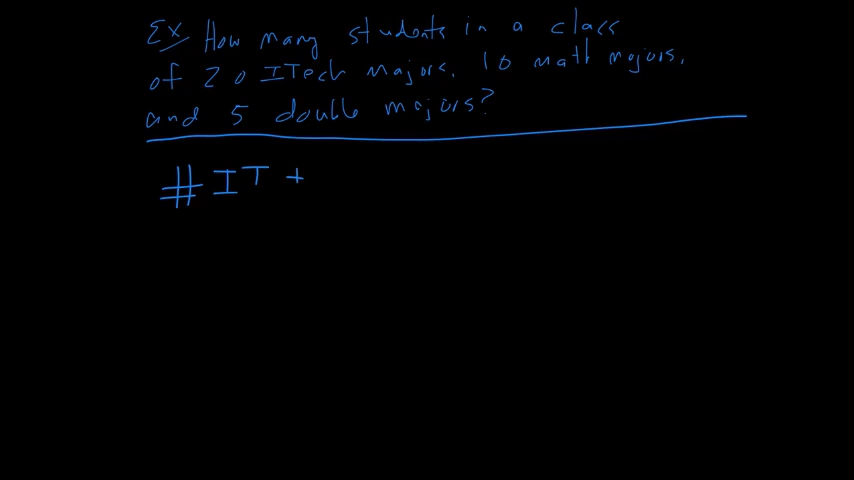 Ex How many students in a class
of 20 ITech majors, 10 math majors,
and 5 double majors?
# IT +